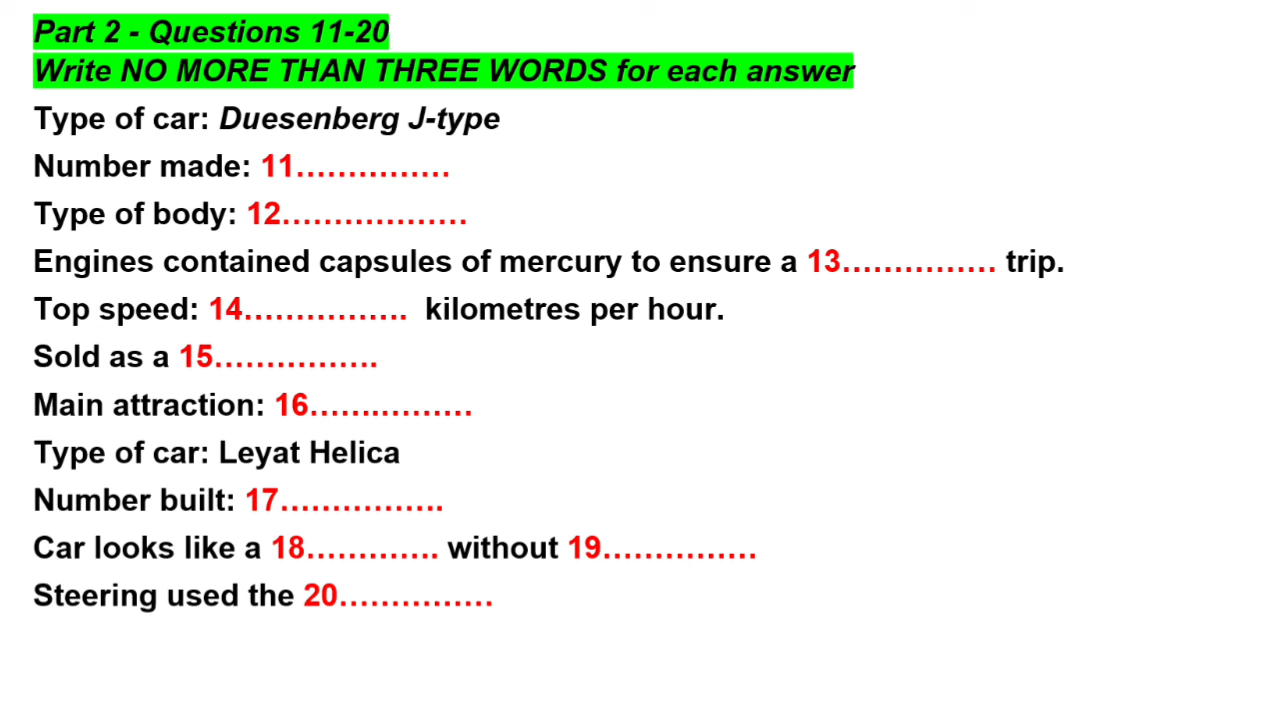 Part 2 - Questions 11-20
Write NO MORE THAN THREE WORDS for each answer
Type of car: Duesenberg J-type
Number made: 11……………
Type of body: 12………………
Engines contained capsules of mercury to ensure a 13…………… trip.
Top speed: 14……………. kilometres per hour.
Sold as a 15…………….
Main attraction: 16…….………
Type of car: Leyat Helica
Number built: 17…………….
Car looks like a 18…………. without 19……………
Steering used the 20……………